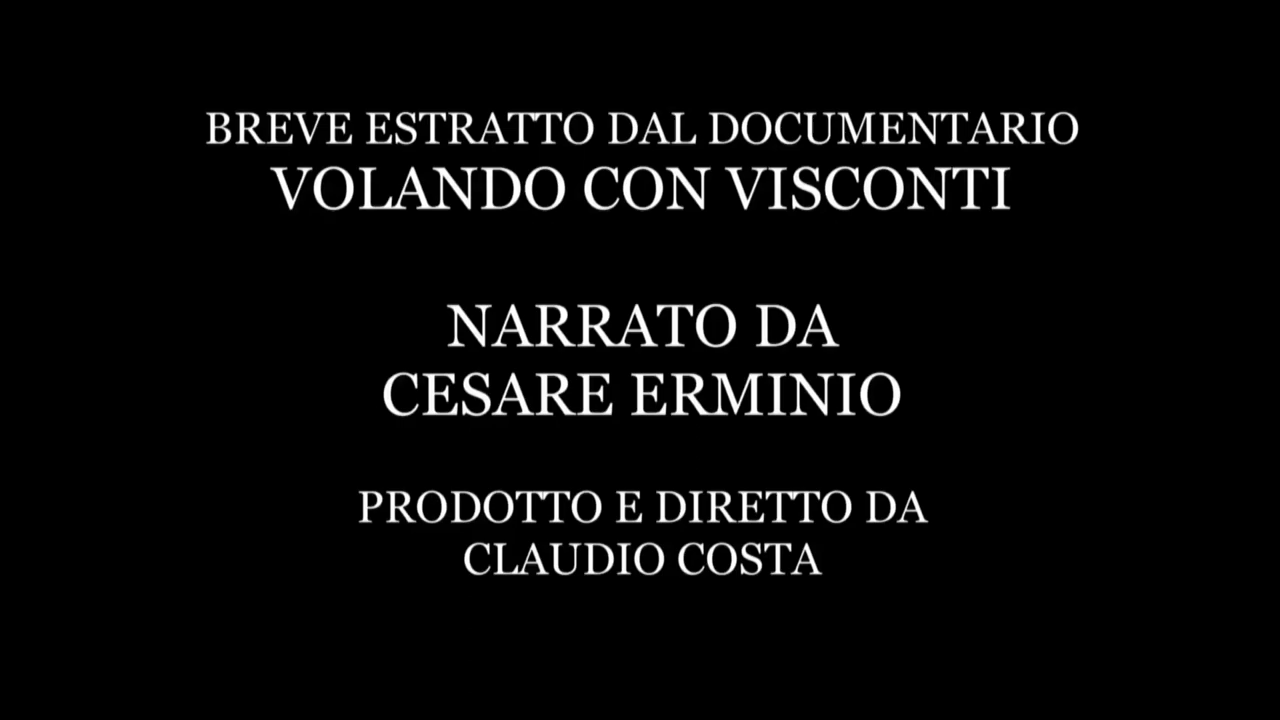 BREVE ESTRATTO DAL DOCUMENTARIO
VOLANDO CON VISCONTI
NARRATO DA
CESARE ERMINIO
PRODOTTO E DIRETTO DA
CLAUDIO COSTA